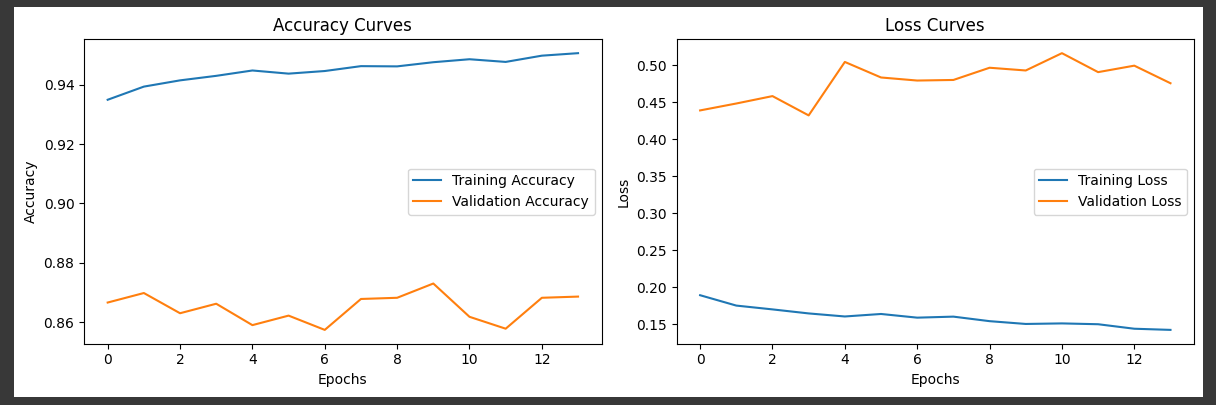 Accuracy Curves
0.94
0.92
0.90
0.88
0.86
Accuracy
Training Accuracy
Validation Accuracy
0 2 4 6 8 10 12
Epochs
Loss Curves
0.50
0.45
0.40
0.35
0.30
0.25
0.20
0.15
Loss
Training Loss
Validation Loss
0 2 4 6 8 10 12
Epochs